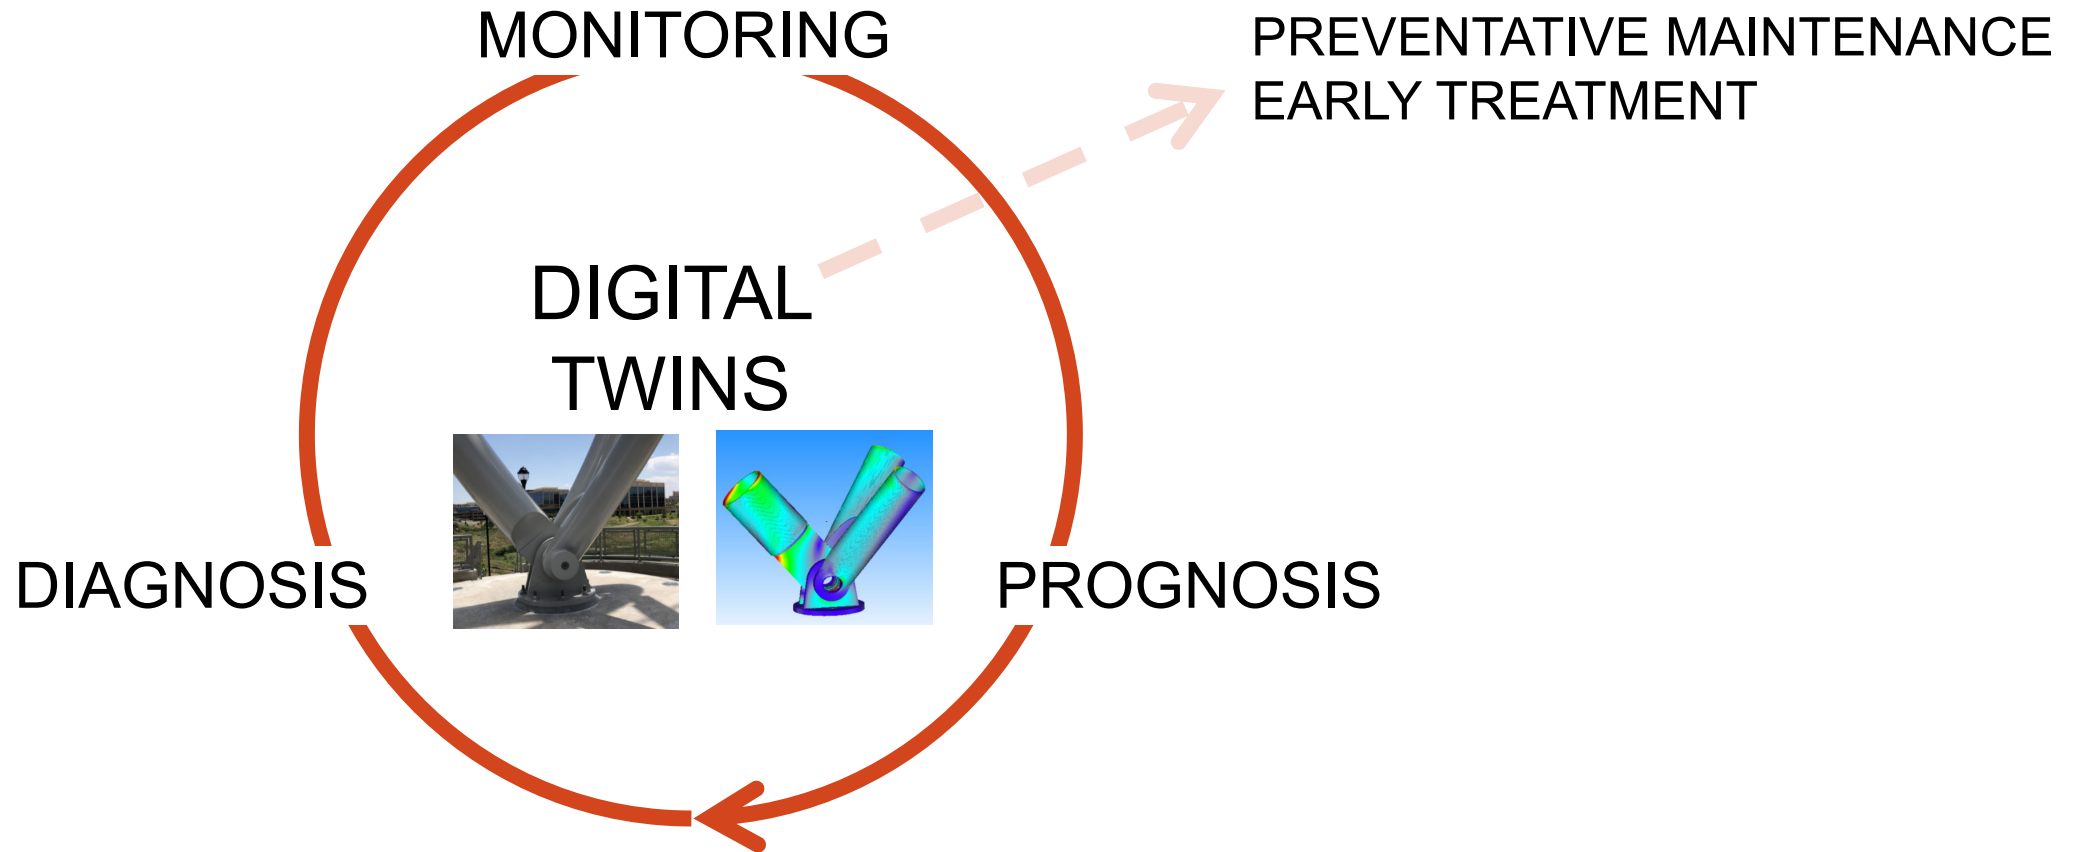 MONITORING
PREVENTATIVE MAINTENANCE
EARLY TREATMENT
DIGITAL
TWINS
DIAGNOSIS
PROGNOSIS